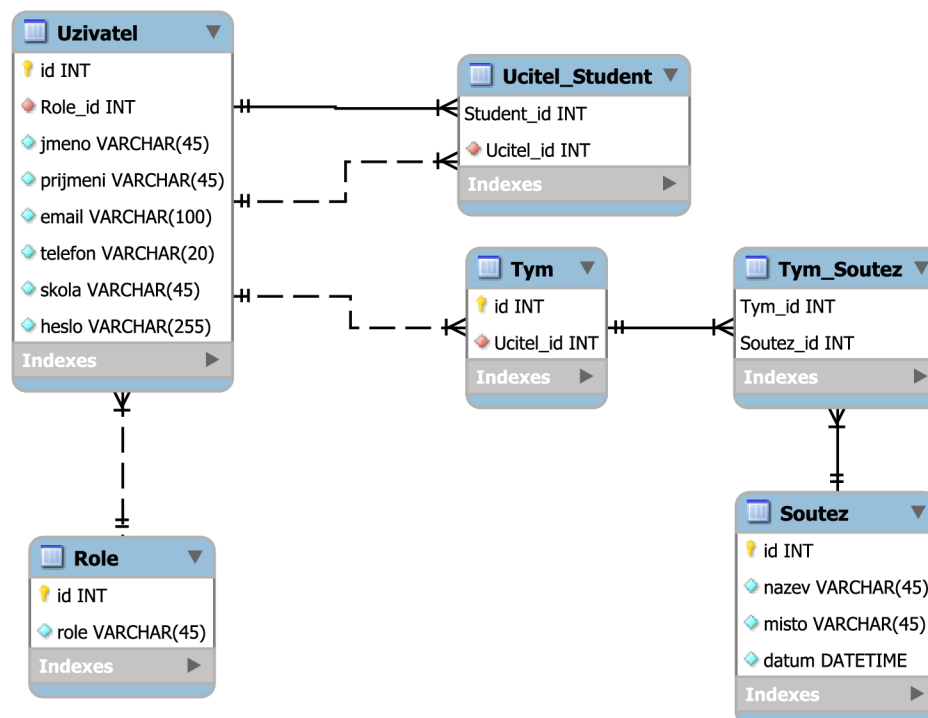 Uzivatel
id INT
Role_id INT
jmeno VARCHAR(45)
prijmeni VARCHAR(45)
email VARCHAR(100)
telefon VARCHAR(20)
skola VARCHAR(45)
heslo VARCHAR(255)
Indexes
Ucitel_Student
Student_id INT
Ucitel_id INT
Indexes
Tym
id INT
Ucitel_id INT
Indexes
Tym_Soutez
Tym_id INT
Soutez_id INT
Indexes
Role
id INT
role VARCHAR(45)
Indexes
Soutez
id INT
nazev VARCHAR(45)
misto VARCHAR(45)
datum DATETIME
Indexes